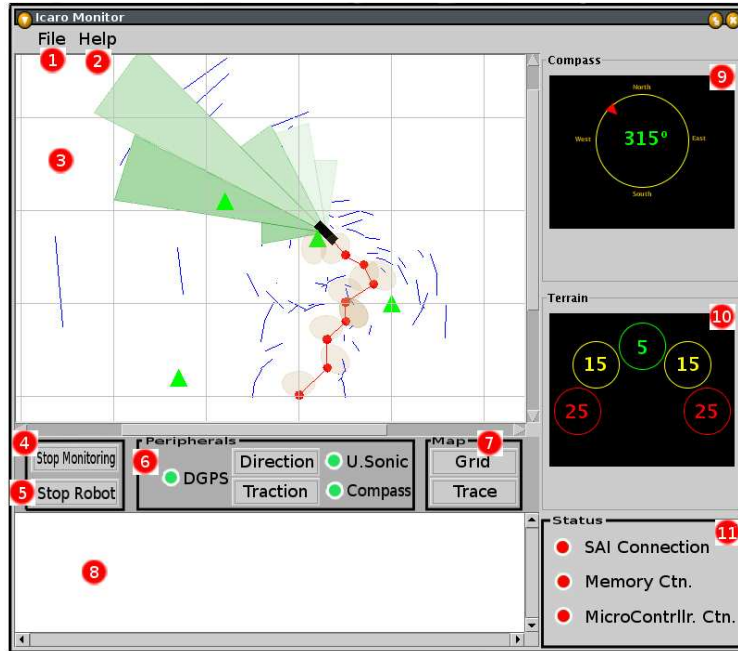 Icaro Monitor
File Help
1 2
3
Compass
9
North
West 315° East
South
Terrain
10
5
15 15
25 25
4 Stop Monitoring
5 Stop Robot
Peripherals
6 DGPS
Direction U.Sonic
Traction Compass
Map
7
Grid
Trace
8
Status
11
SAI Connection
Memory Ctn.
MicroContrllr. Ctn.